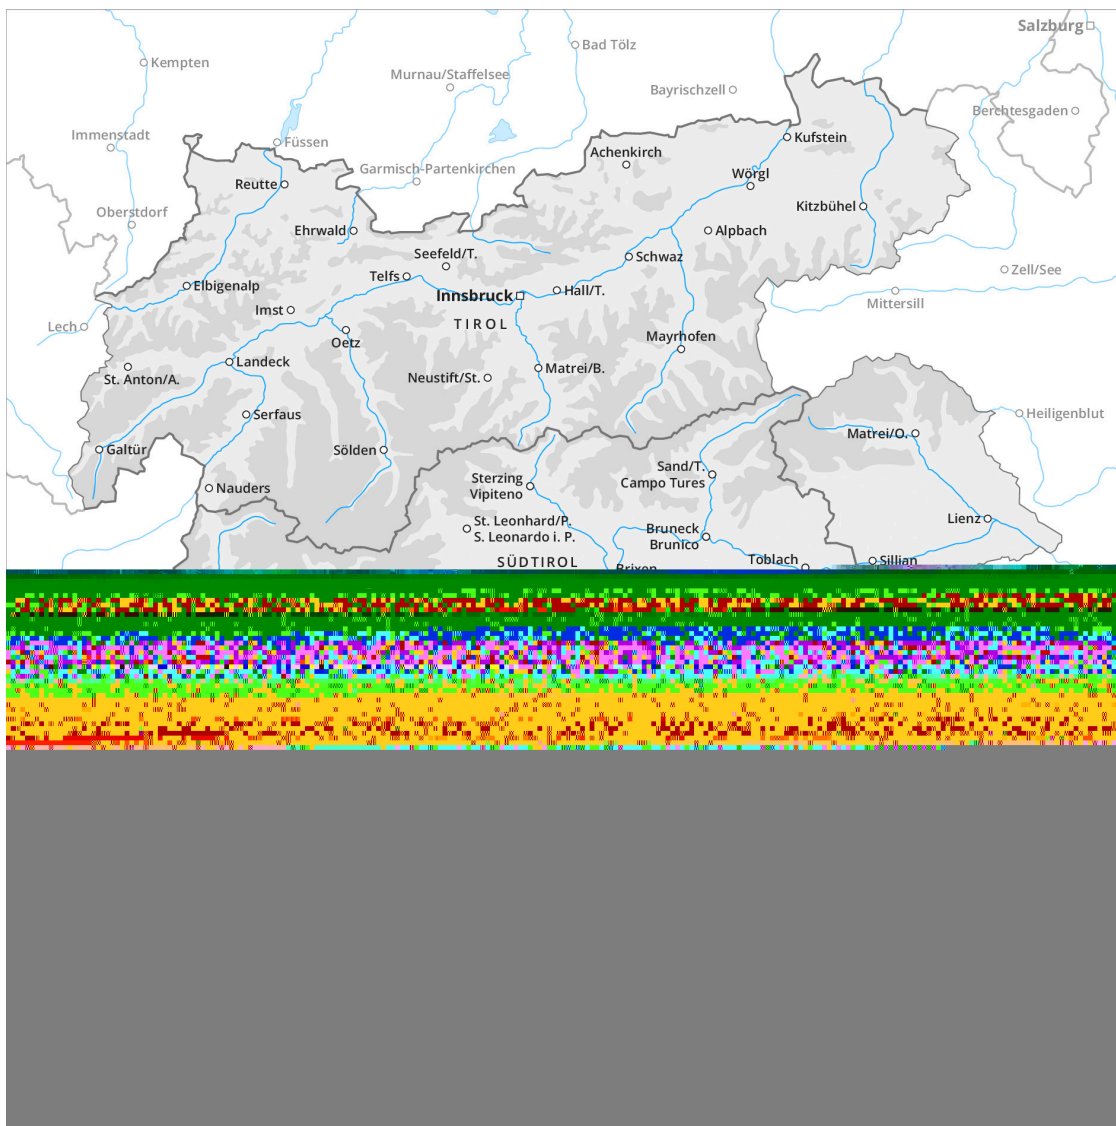 Salzburg
Bad Tölz
Kempten
Murnau/Staffelsee
Bayrischzell
Berchtesgaden
Immenstadt
Füssen
Kufstein
Achenkirch
Garmisch-Partenkirchen
Wörgl
Reutte
Oberstdorf
Kitzbühel
Ehrwald
Alpbach
Seefeld/T.
Schwaz
Zell/See
Telfs
Elbigenalp
Hall/T.
Innsbruck
Mittersill
Imst
TIROL
Lech
Mayrhofen
Oetz
Landeck
Matrei/B.
St. Anton/A.
Neustift/St.
Serfaus
Heiligenblut
Matrei/O.
Galtür
Sölden
Sand/T.
Campo Tures
Sterzing
Vipiteno
Nauders
Lienz
St. Leonhard/P.
S. Leonardo i. P.
Bruneck
Brunico
Toblach
SÜDTIROL
Sillian
Brixen